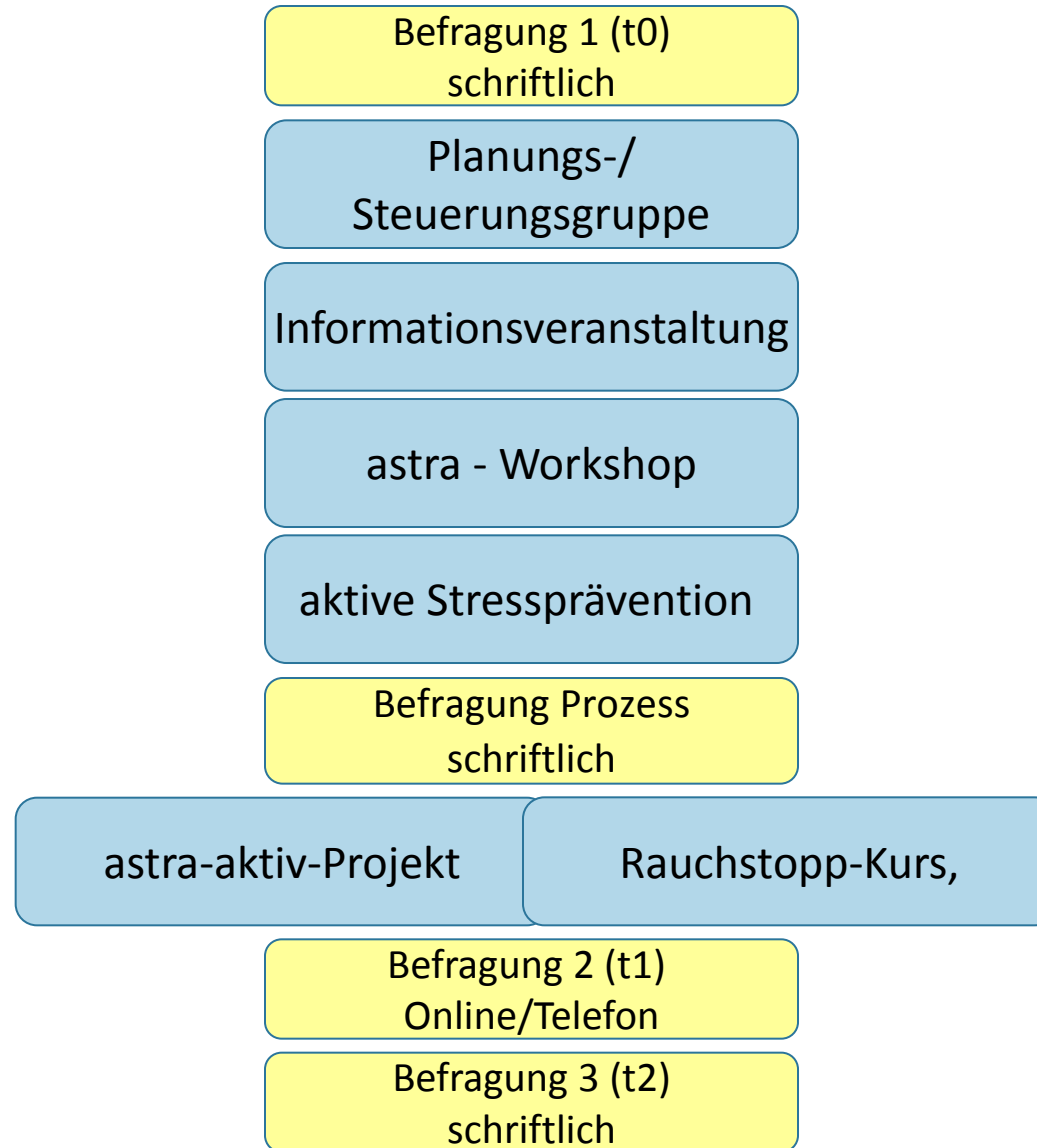 Befragung 1 (t0)
schriftlich
Planungs-/
Steuerungsgruppe
Informationsveranstaltung
astra - Workshop
aktive Stressprävention
Befragung Prozess
schriftlich
astra-aktiv-Projekt
Rauchstopp-Kurs,
Befragung 2 (t1)
Online/Telefon
Befragung 3 (t2)
schriftlich